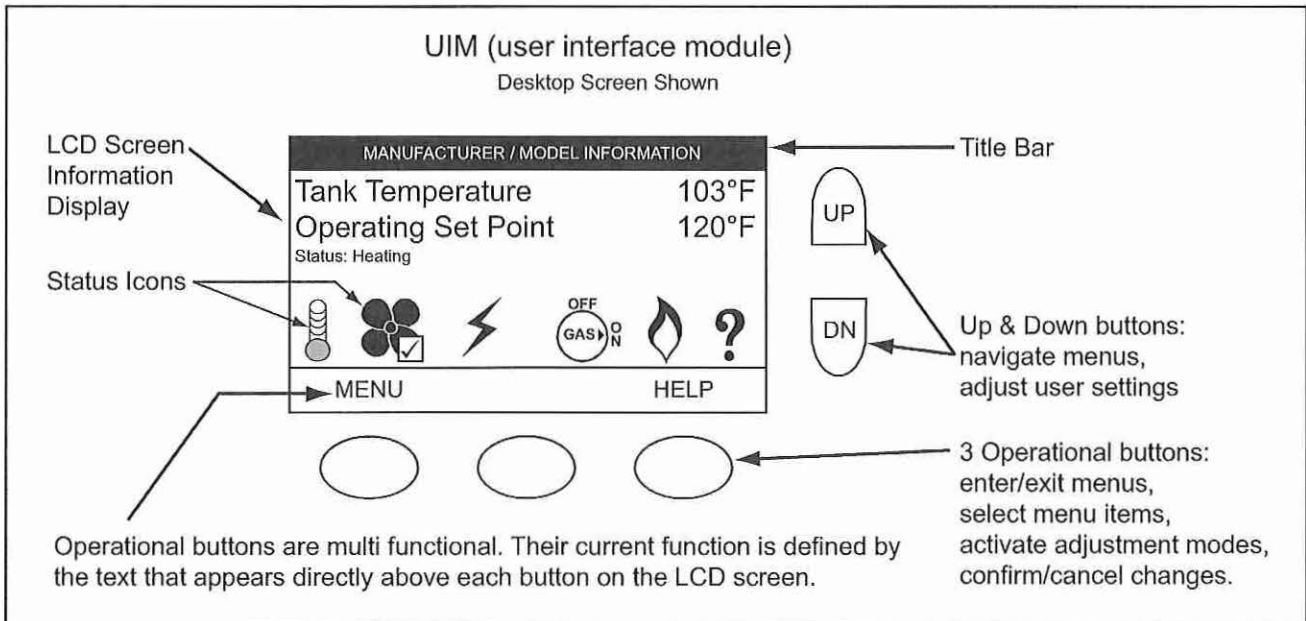 UIM (user interface module)
Desktop Screen Shown
LCD Screen
Information
Display
MANUFACTURER / MODEL INFORMATION
Title Bar
Tank Temperature 103°F
Operating Set Point 120°F
Status: Heating
UP
Status Icons
OFF
GAS
ON
?
DN
Up & Down buttons:
navigate menus,
adjust user settings
MENU HELP
3 Operational buttons:
enter/exit menus,
select menu items,
activate adjustment modes,
confirm/cancel changes.
Operational buttons are multi functional. Their current function is defined by
the text that appears directly above each button on the LCD screen.